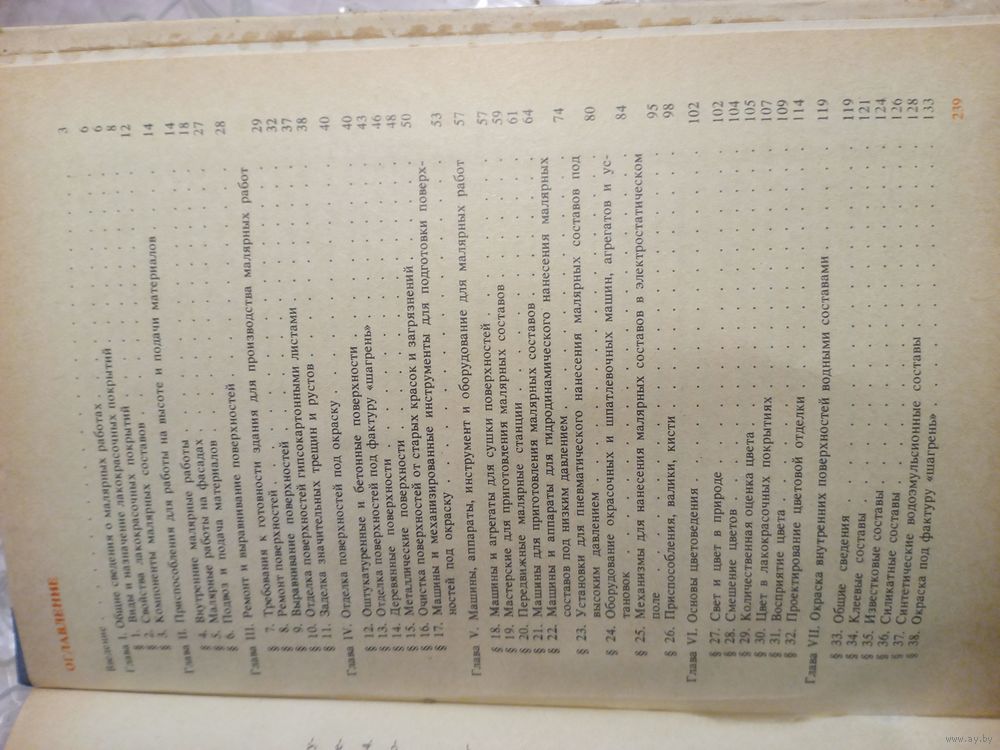 ОГЛАВЛЕНИЕ
Введение . . . 3
Глава I. Общие сведения о малярных работах . . . 6
§ 1. Виды и назначение лакокрасочных покрытий . . . 6
§ 2. Свойства лакокрасочных покрытий . . . 8
§ 3. Компоненты малярных составов . . . 12
Глава II. Приспособления для работы на высоте и подачи материалов . 14
§ 4. Внутренние малярные работы . . . 14
§ 5. Малярные работы на фасадах . . . 18
§ 6. Подвоз и подача материалов . . . 27
Глава III. Ремонт и выравнивание поверхностей . . . 28
§ 7. Требования к готовности здания для производства малярных работ
§ 8. Ремонт поверхностей . . . 29
§ 9. Выравнивание поверхностей . . . 32
§ 10. Отделка поверхностей гипсокартонными листами . . . 37
§ 11. Заделка значительных трещин и рустов . . . 38
Глава IV. Отделка поверхностей под окраску . . . 40
§ 12. Оштукатуренные и бетонные поверхности . . . 40
§ 13. Отделка поверхностей под фактуру «шагрень» . . . 43
§ 14. Деревянные поверхности . . . 46
§ 15. Металлические поверхности . . . 48
§ 16. Очистка поверхностей от старых красок и загрязнений . . . 50
§ 17. Машины и механизированные инструменты для подготовки поверх-
ностей под окраску . . . 53
Глава V. Машины, аппараты, инструмент и оборудование для малярных работ 57
§ 18. Машины и агрегаты для сушки поверхностей . . . 57
§ 19. Мастерские для приготовления малярных составов . . . 59
§ 20. Передвижные малярные станции . . . 61
§ 21. Машины для приготовления малярных составов . . . 64
§ 22. Машины и аппараты для гидродинамического нанесения малярных
составов под низким давлением . . . 74
§ 23. Установки для пневматического нанесения малярных составов под
высоким давлением . . . 80
§ 24. Оборудование окрасочных и шпатлевочных машин, агрегатов и ус-
тановок . . . 84
§ 25. Механизмы для нанесения малярных составов в электростатическом
поле . . . 95
§ 26. Приспособления, валики, кисти . . . 98
Глава VI. Основы цветоведения . . . 102
§ 27. Свет и цвет в природе . . . 102
§ 28. Смешение цветов . . . 104
§ 29. Количественная оценка цвета . . . 105
§ 30. Цвет в лакокрасочных покрытиях . . . 107
§ 31. Восприятие цвета . . . 109
§ 32. Проектирование цветовой отделки . . . 114
Глава VII. Окраска внутренних поверхностей водными составами . . . 119
§ 33. Общие сведения . . . 119
§ 34. Клеевые составы . . . 121
§ 35. Известковые составы . . . 124
§ 36. Силикатные составы . . . 126
§ 37. Синтетические водоэмульсионные составы . . . 128
§ 38. Окраска под фактуру «шагрень» . . . 133
239
www.ay.by